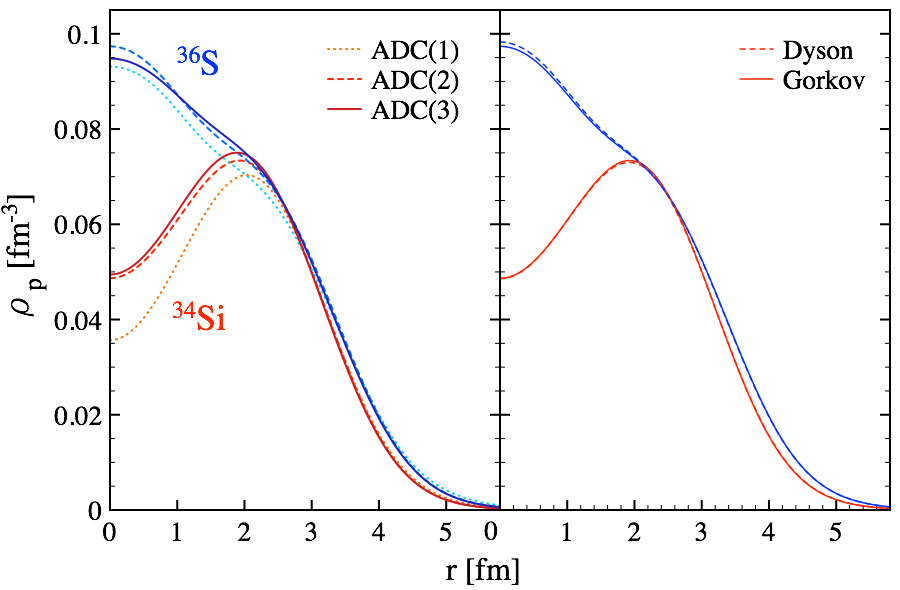 0.1
0.08
0.06
0.04
0.02
0
ρp [fm-3]
36S
34Si
ADC(1)
ADC(2)
ADC(3)
Dyson
Gorkov
0 1 2 3 4 5 0 1 2 3 4 5
r [fm]